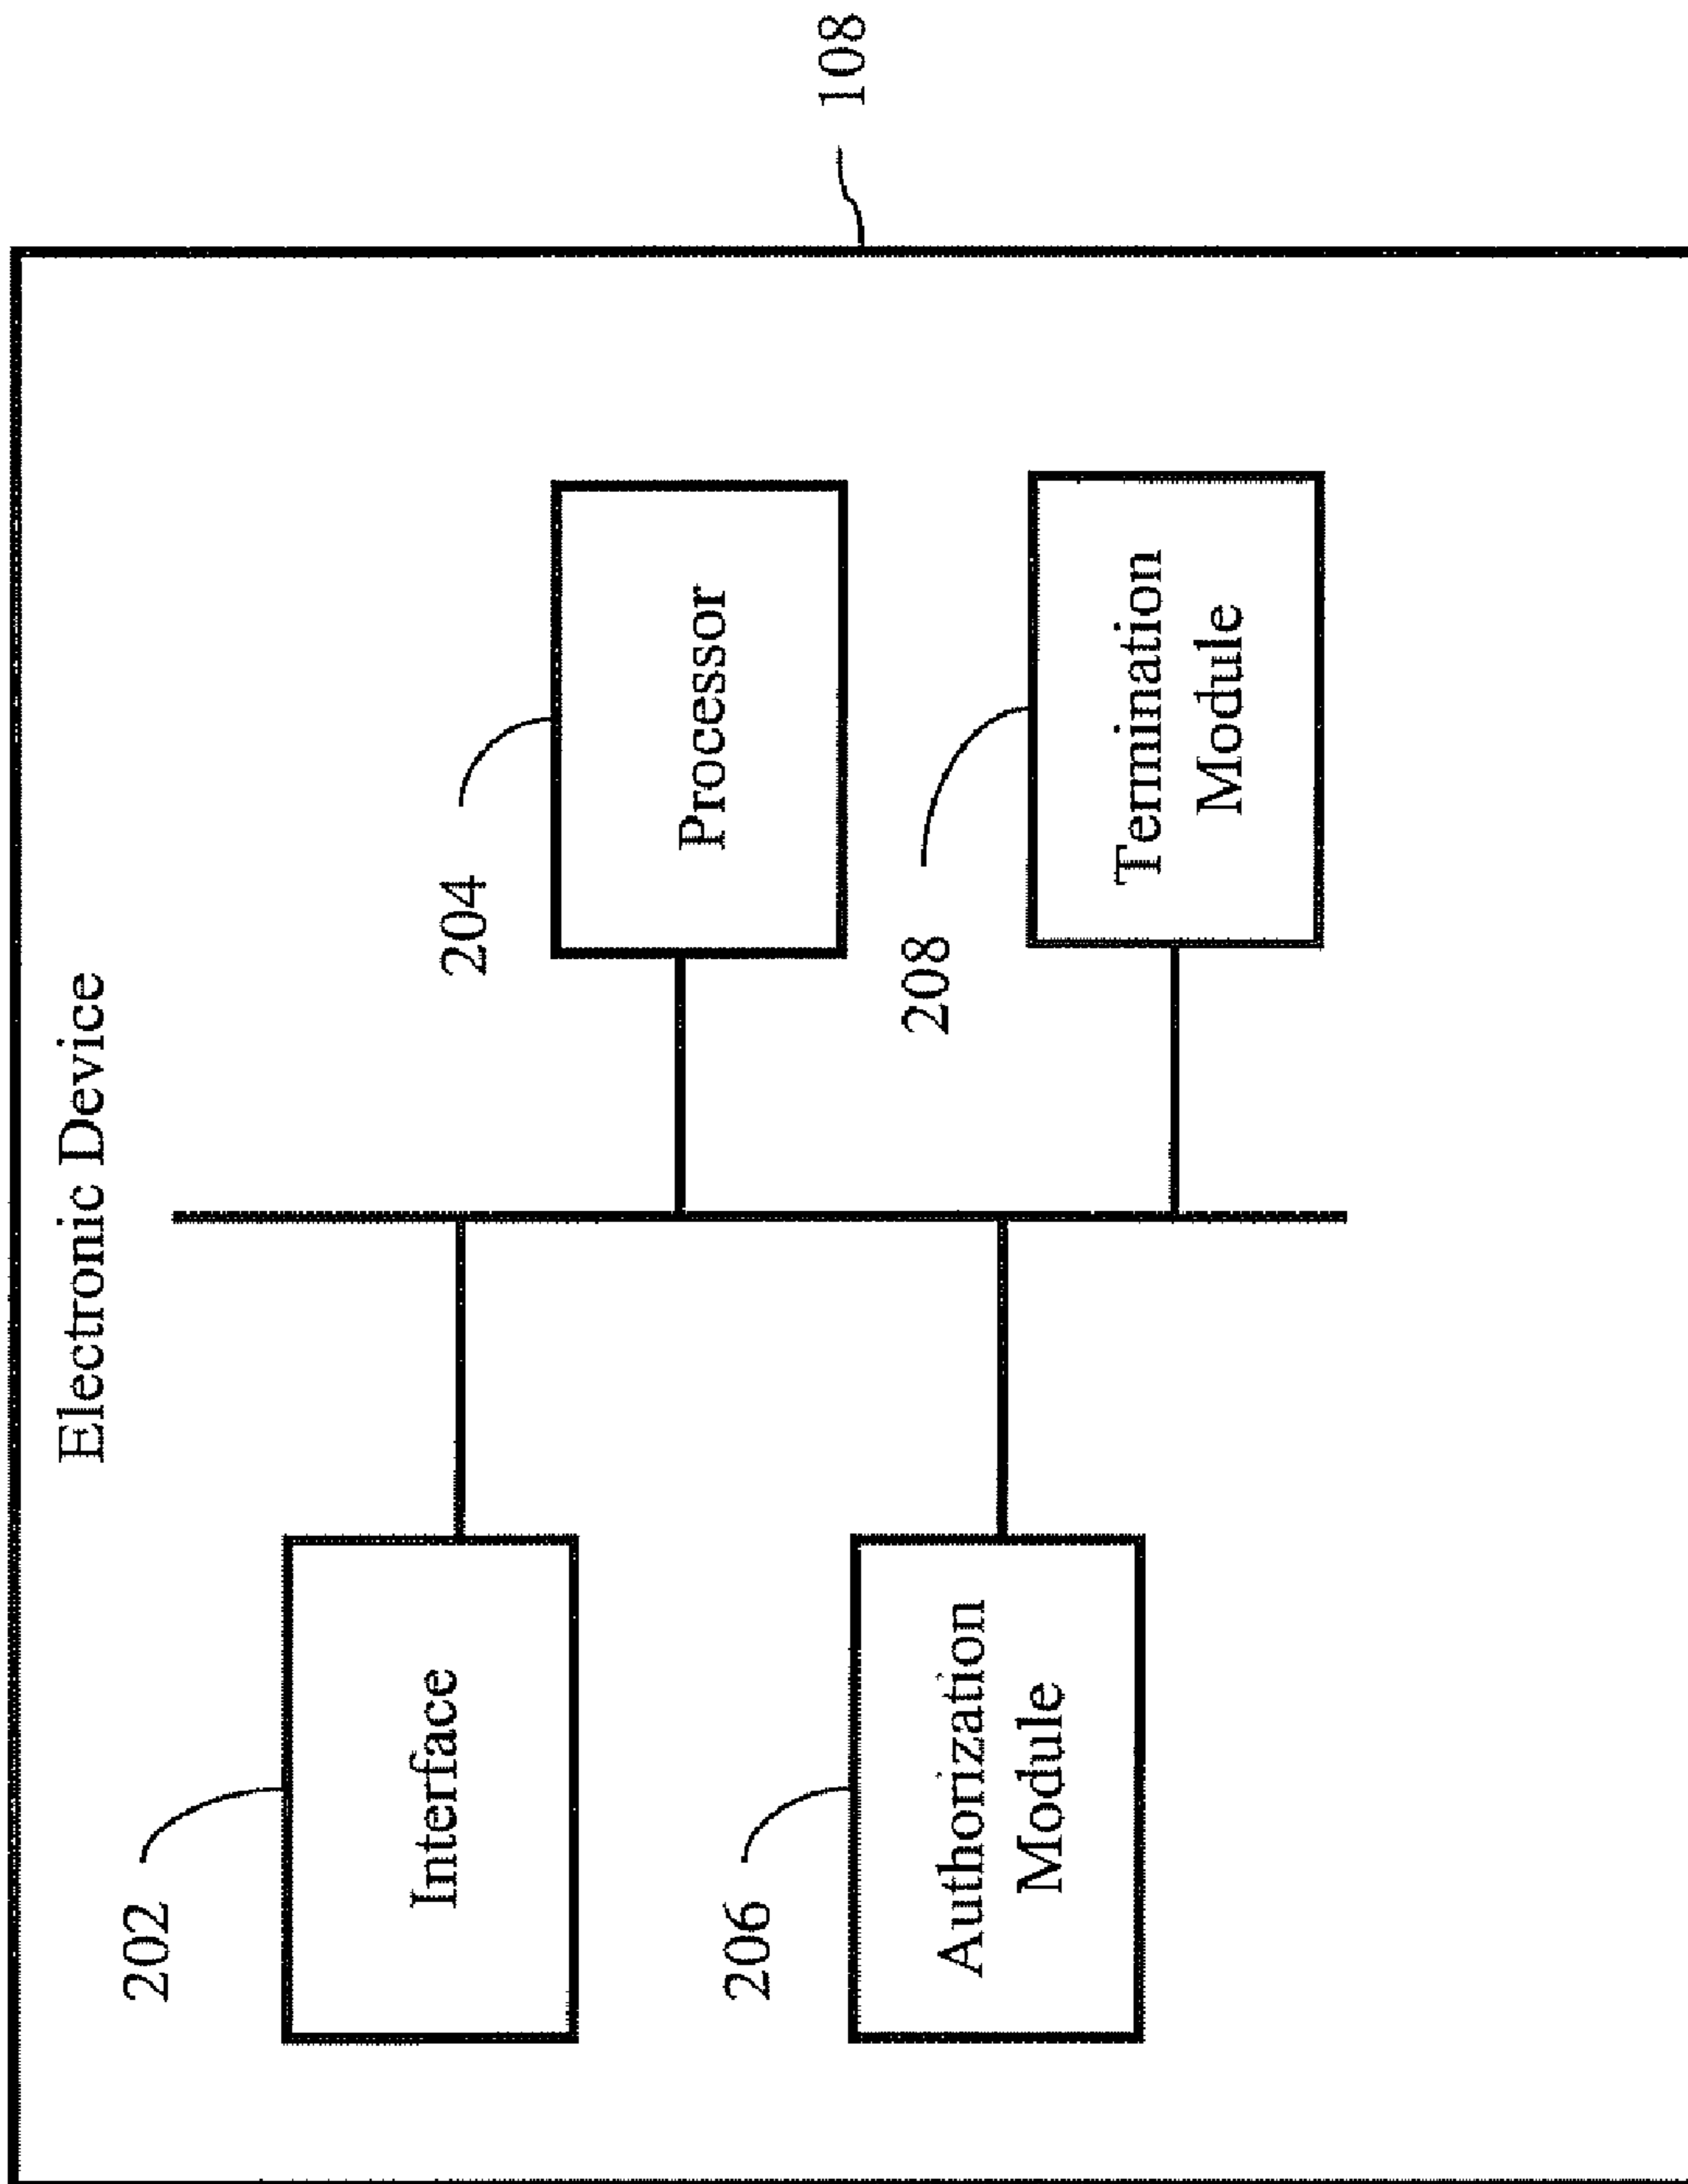 Electronic Device
202
Interface
204
Processor
206
Authorization
Module
208
Termination
Module
108